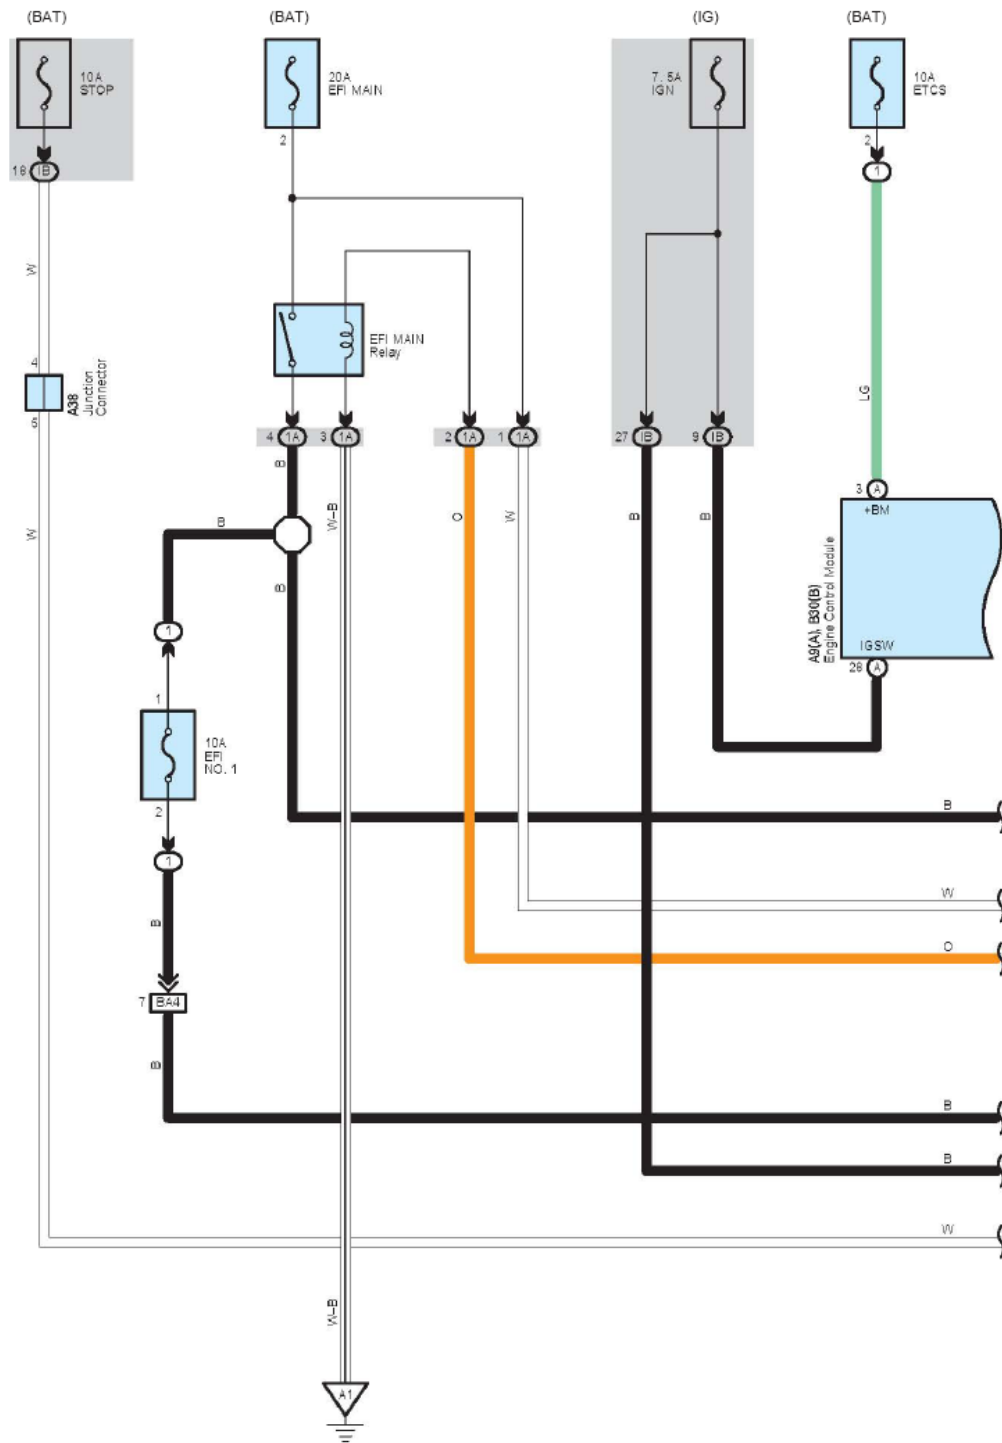 (BAT)
(BAT)
(IG)
(BAT)
10A
STOP
20A
EFI MAIN
7. 5A
IGN
10A
ETCS
2
2
18
IB
1
W
EFI MAIN
Relay
4
A38
Junction
Connector
5
LG
4
1A
3
1A
2
1A
1
1A
27
IB
9
IB
B
W-B
O
W
B
B
3
A
+BM
W
B
B
A9(A), B30(B)
Engine Control Module
IGSW
28
A
1
1
10A
EFI
NO. 1
2
1
B
W
B
O
7
BA4
B
B
B
W
W-B
A1